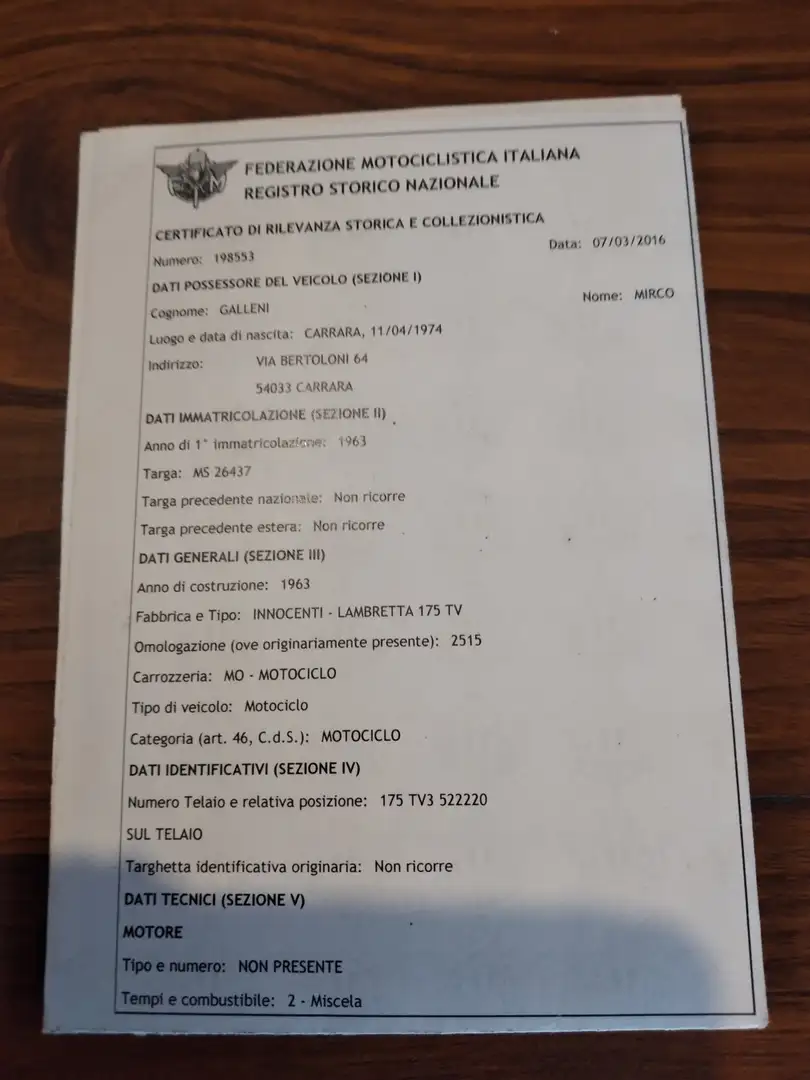 FEDERAZIONE MOTOCICLISTICA ITALIANA
REGISTRO STORICO NAZIONALE
CERTIFICATO DI RILEVANZA STORICA E COLLEZIONISTICA
Numero: 198553 Data: 07/03/2016
DATI POSSESSORE DEL VEICOLO (SEZIONE I)
Cognome: GALLENI Nome: MIRCO
Luogo e data di nascita: CARRARA, 11/04/1974
Indirizzo: VIA BERTOLONI 64
54033 CARRARA
DATI IMMATRICOLAZIONE (SEZIONE II)
Anno di 1° immatricolazione: 1963
Targa: MS 26437
Targa precedente nazionale: Non ricorre
Targa precedente estera: Non ricorre
DATI GENERALI (SEZIONE III)
Anno di costruzione: 1963
Fabbrica e Tipo: INNOCENTI - LAMBRETTA 175 TV
Omologazione (ove originariamente presente): 2515
Carrozzeria: MO - MOTOCICLO
Tipo di veicolo: Motociclo
Categoria (art. 46, C.d.S.): MOTOCICLO
DATI IDENTIFICATIVI (SEZIONE IV)
Numero Telaio e relativa posizione: 175 TV3 522220
SUL TELAIO
Targhetta identificativa originaria: Non ricorre
DATI TECNICI (SEZIONE V)
MOTORE
Tipo e numero: NON PRESENTE
Tempi e combustibile: 2 - Miscela